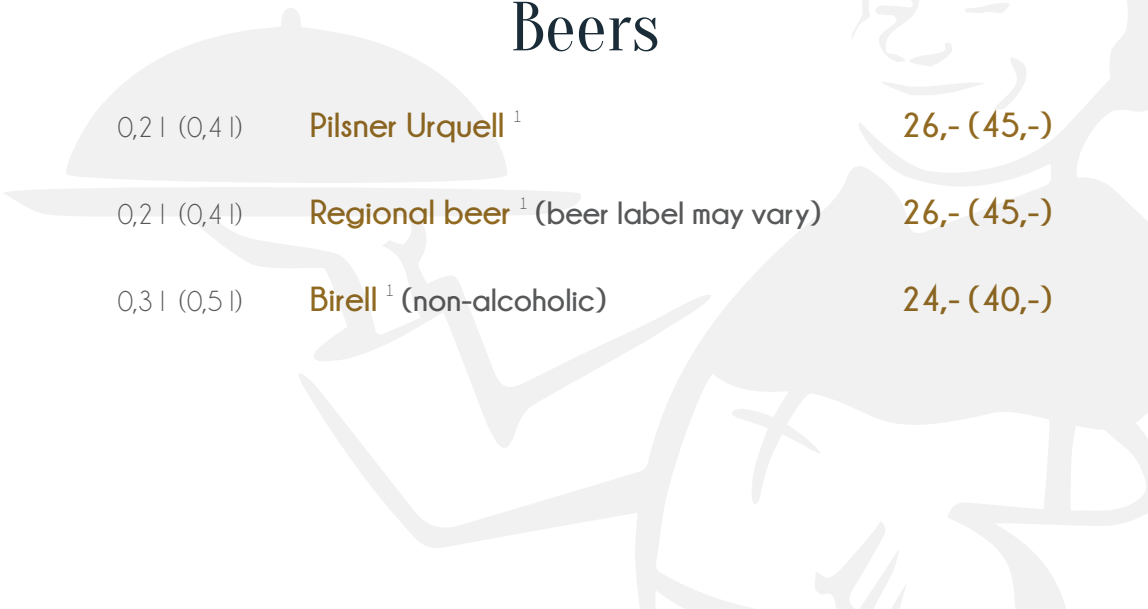 Beers
0,2 l (0,4 l) Pilsner Urquell ¹ 26,- (45,-)
0,2 l (0,4 l) Regional beer ¹ (beer label may vary) 26,- (45,-)
0,3 l (0,5 l) Birell ¹ (non-alcoholic) 24,- (40,-)